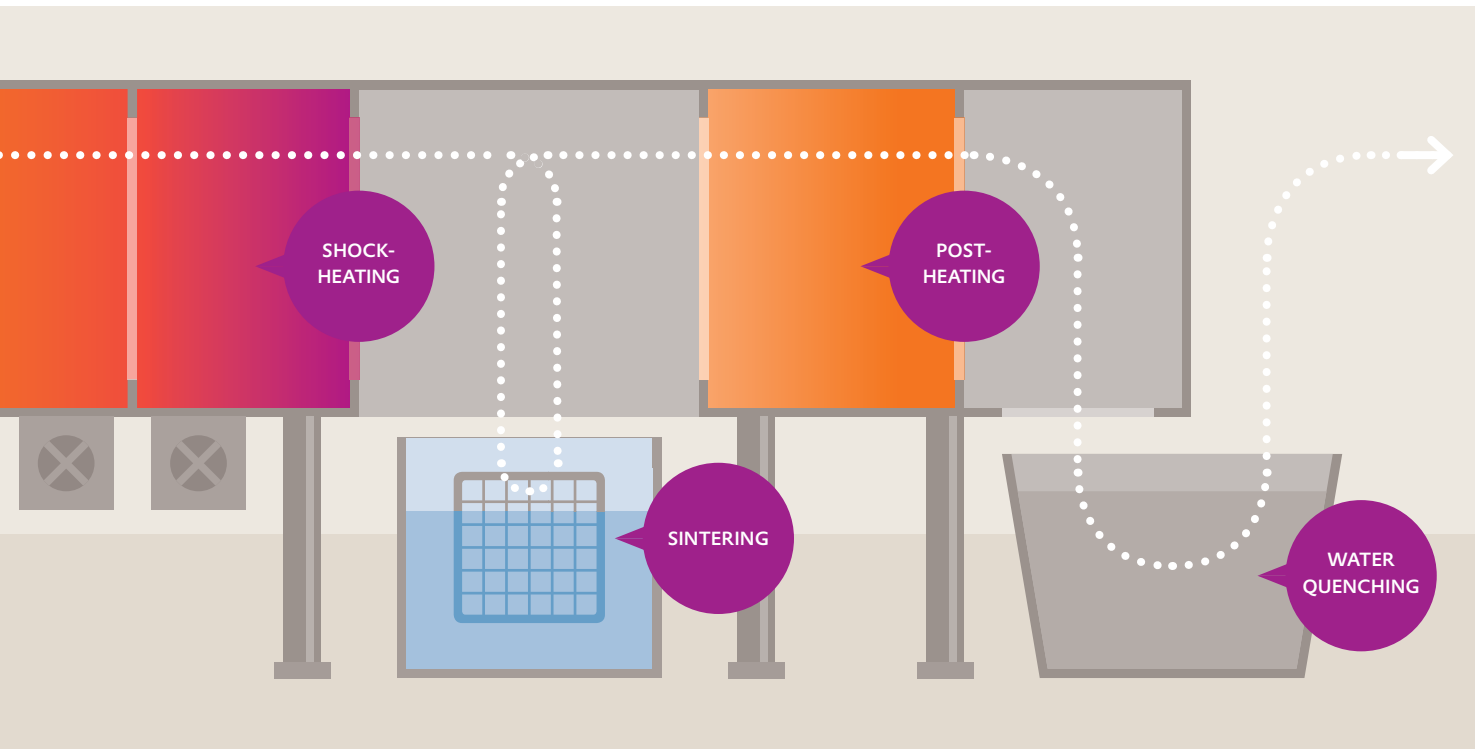 SHOCK-
HEATING
POST-
HEATING
SINTERING
WATER
QUENCHING